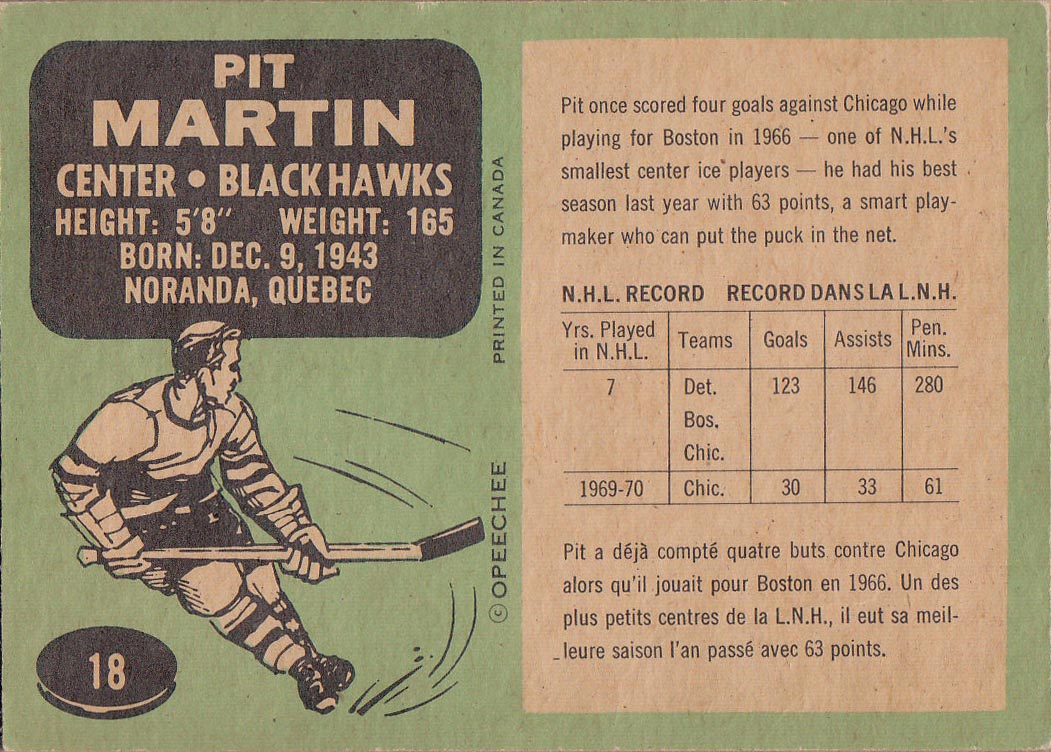 PIT
MARTIN
CENTER • BLACK HAWKS
HEIGHT: 5'8" WEIGHT: 165
BORN: DEC. 9, 1943
NORANDA, QUEBEC
18
PRINTED IN CANADA
© OPEECHEE
Pit once scored four goals against Chicago while
playing for Boston in 1966 — one of N.H.L.'s
smallest center ice players — he had his best
season last year with 63 points, a smart play-
maker who can put the puck in the net.
N.H.L. RECORD RECORD DANS LA L.N.H.
Yrs. Played in N.H.L. Teams Goals Assists Pen. Mins.
7 Det. 123 146 280
Bos.
Chic.
1969-70 Chic. 30 33 61
Pit a déjà compté quatre buts contre Chicago
alors qu'il jouait pour Boston en 1966. Un des
plus petits centres de la L.N.H., il eut sa meil-
leure saison l'an passé avec 63 points.